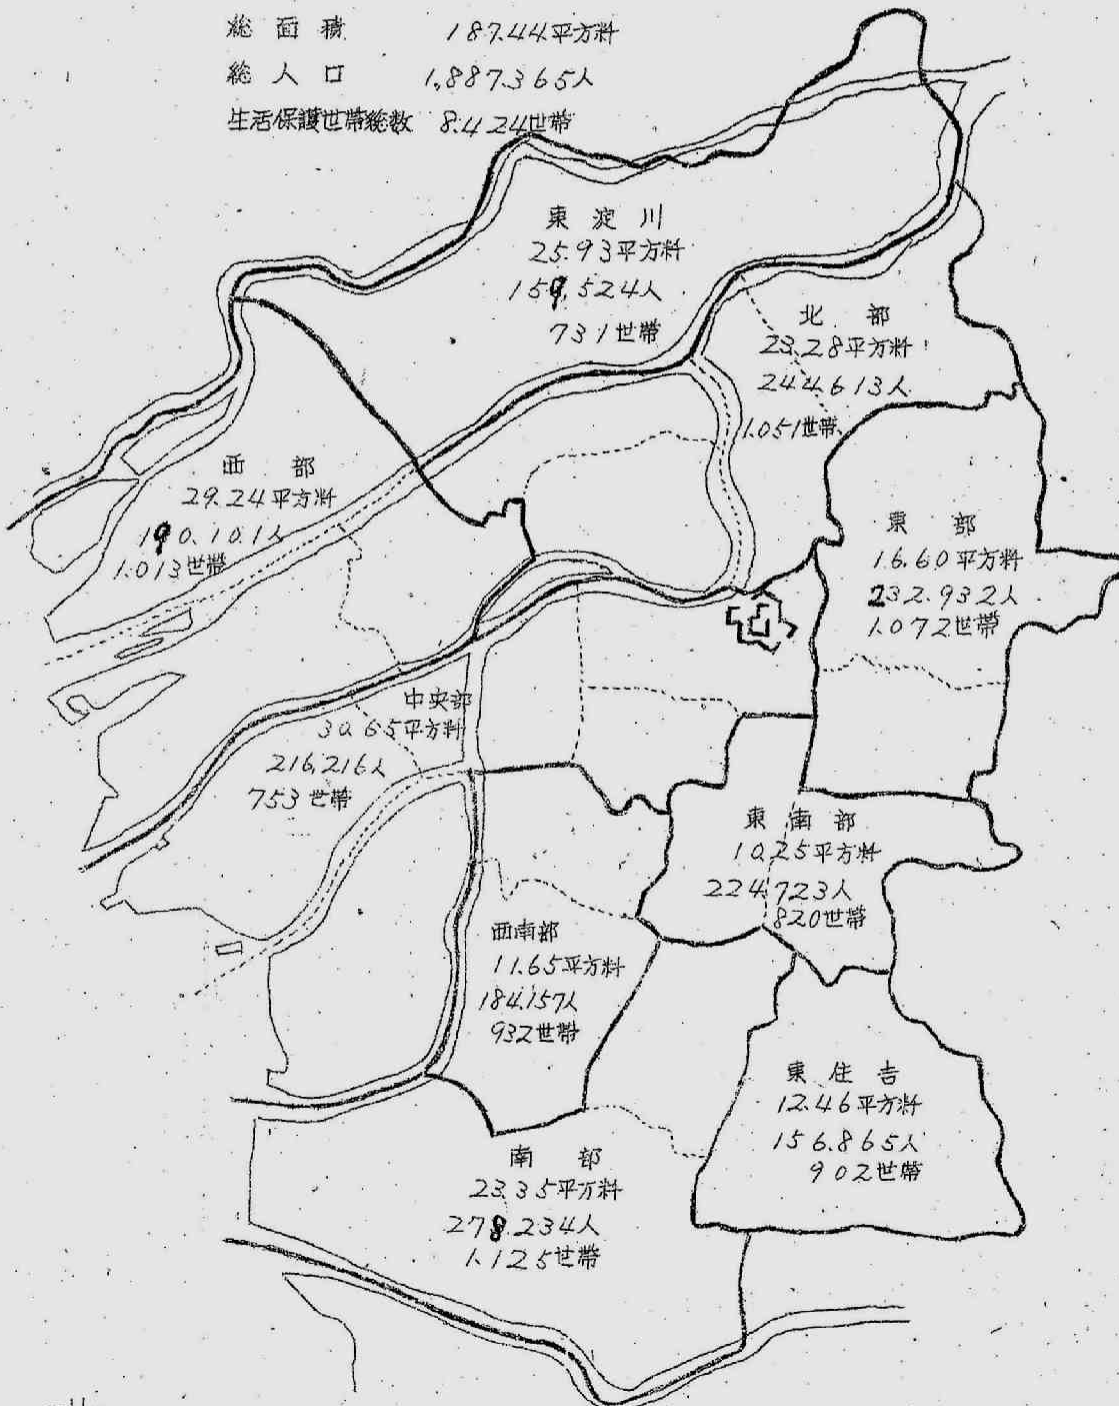 総面積 187.44平方粁
総人口 1,887.365人
生活保護世帯総数 8.424世帯
東淀川
25.93平方粁
159.524人
731世帯
北部
23.28平方粁
244.613人
1.051世帯
西部
29.24平方粁
190.101人
1.013世帯
東部
16.60平方粁
232.932人
1.072世帯
中央部
30.65平方粁
216.216人
753世帯
東南部
10.25平方粁
224.723人
820世帯
西南部
11.65平方粁
184.157人
932世帯
東住吉
12.46平方粁
156.865人
902世帯
南部
23.35平方粁
278.234人
1.125世帯